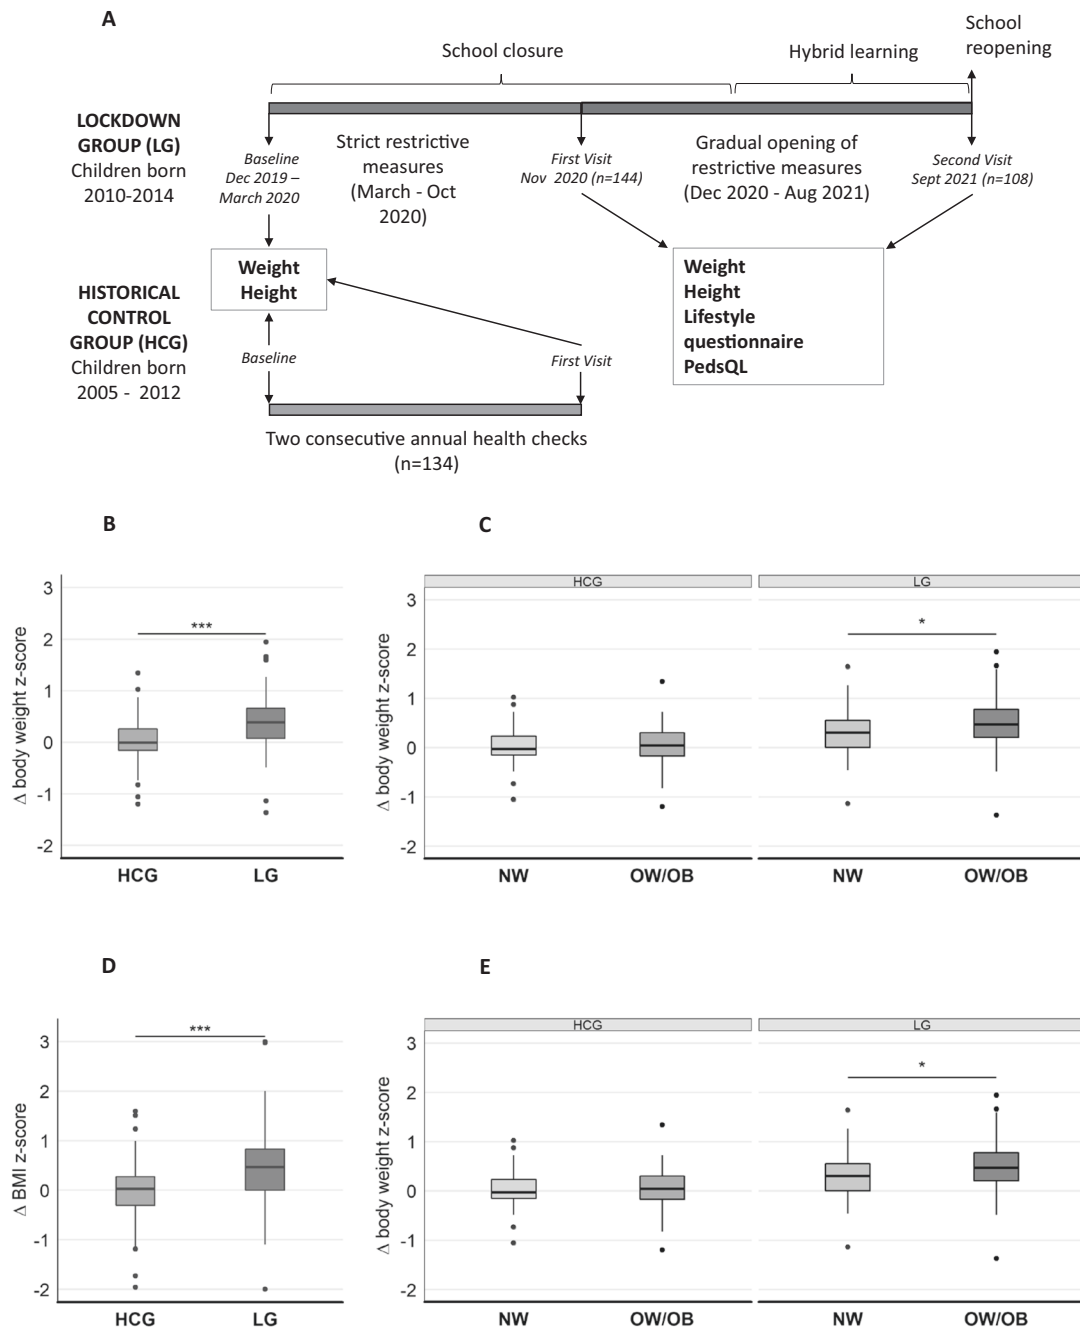 A
School closure
Hybrid learning
School
reopening
LOCKDOWN
GROUP (LG)
Children born
2010-2014
Baseline
Dec 2019 –
March 2020
Strict restrictive
measures
(March - Oct
2020)
First Visit
Nov 2020 (n=144)
Gradual opening of
restrictive measures
(Dec 2020 - Aug 2021)
Second Visit
Sept 2021 (n=108)
Weight
Height
Weight
Height
Lifestyle
questionnaire
PedsQL
HISTORICAL
CONTROL
GROUP (HCG)
Children born
2005 - 2012
Baseline
First Visit
Two consecutive annual health checks
(n=134)
B
Δ body weight z-score
3
2
1
0
-1
-2
***
HCG LG
C
Δ body weight z-score
3
2
1
0
-1
-2
HCG
LG
*
NW OW/OB NW OW/OB
D
Δ BMI z-score
3
2
1
0
-1
-2
***
HCG LG
E
Δ body weight z-score
3
2
1
0
-1
-2
HCG
LG
*
NW OW/OB NW OW/OB